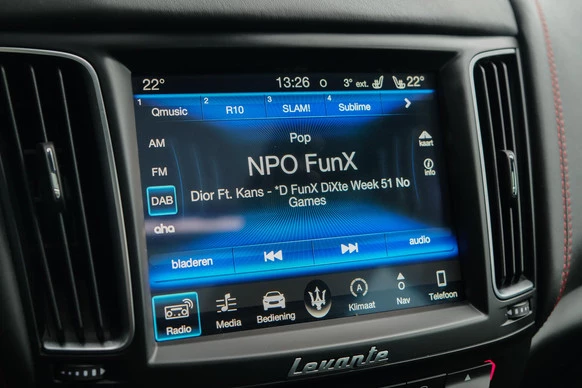 22° 13:26 O 3° ext. 22°
1 Qmusic 2 R10 3 SLAM! 4 Sublime
AM
FM
DAB
aha
Pop
NPO FunX
Dior Ft. Kans - *D FunX DiXte Week 51 No
Games
kaart
info
bladeren
audio
Radio Media Bediening Klimaat Nav Telefoon
Levante